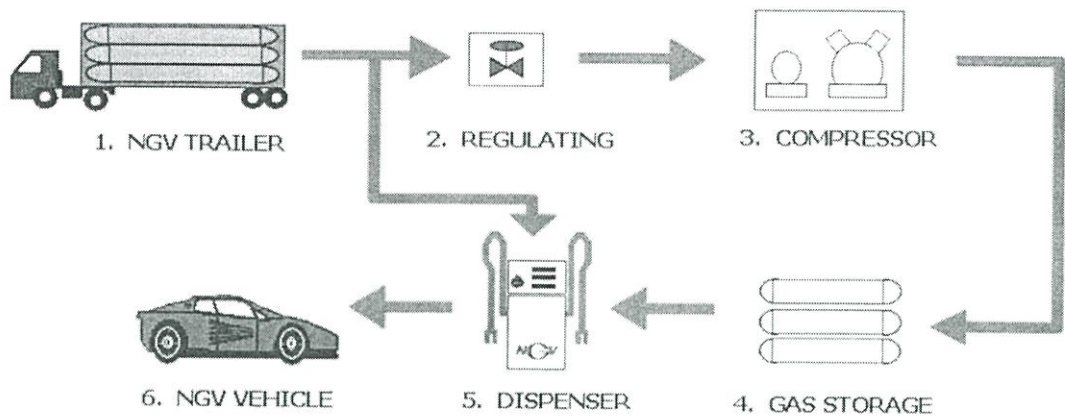 1. NGV TRAILER
2. REGULATING
3. COMPRESSOR
NGV
6. NGV VEHICLE
5. DISPENSER
4. GAS STORAGE